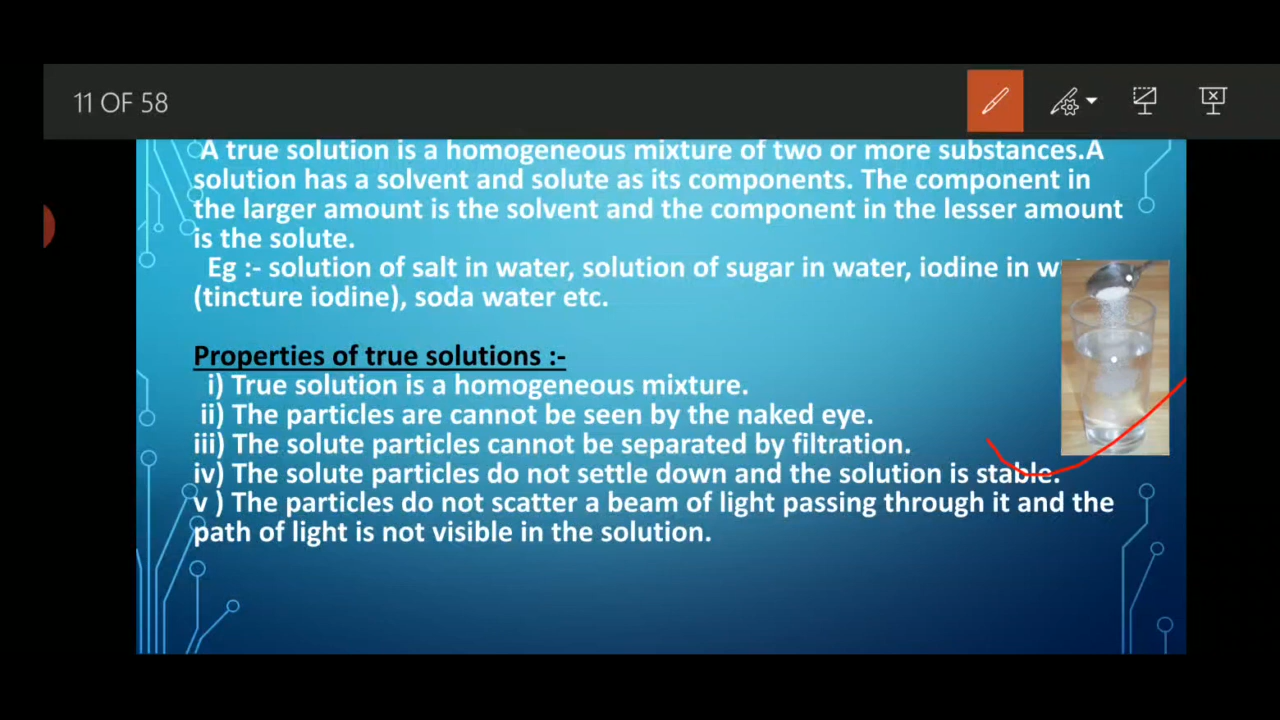 11 OF 58
A true solution is a homogeneous mixture of two or more substances.A
solution has a solvent and solute as its components. The component in
the larger amount is the solvent and the component in the lesser amount
is the solute.
Eg :- solution of salt in water, solution of sugar in water, iodine in
(tincture iodine), soda water etc.
Properties of true solutions :-
i) True solution is a homogeneous mixture.
ii) The particles are cannot be seen by the naked eye.
iii) The solute particles cannot be separated by filtration.
iv) The solute particles do not settle down and the solution is stable.
v ) The particles do not scatter a beam of light passing through it and the
path of light is not visible in the solution.